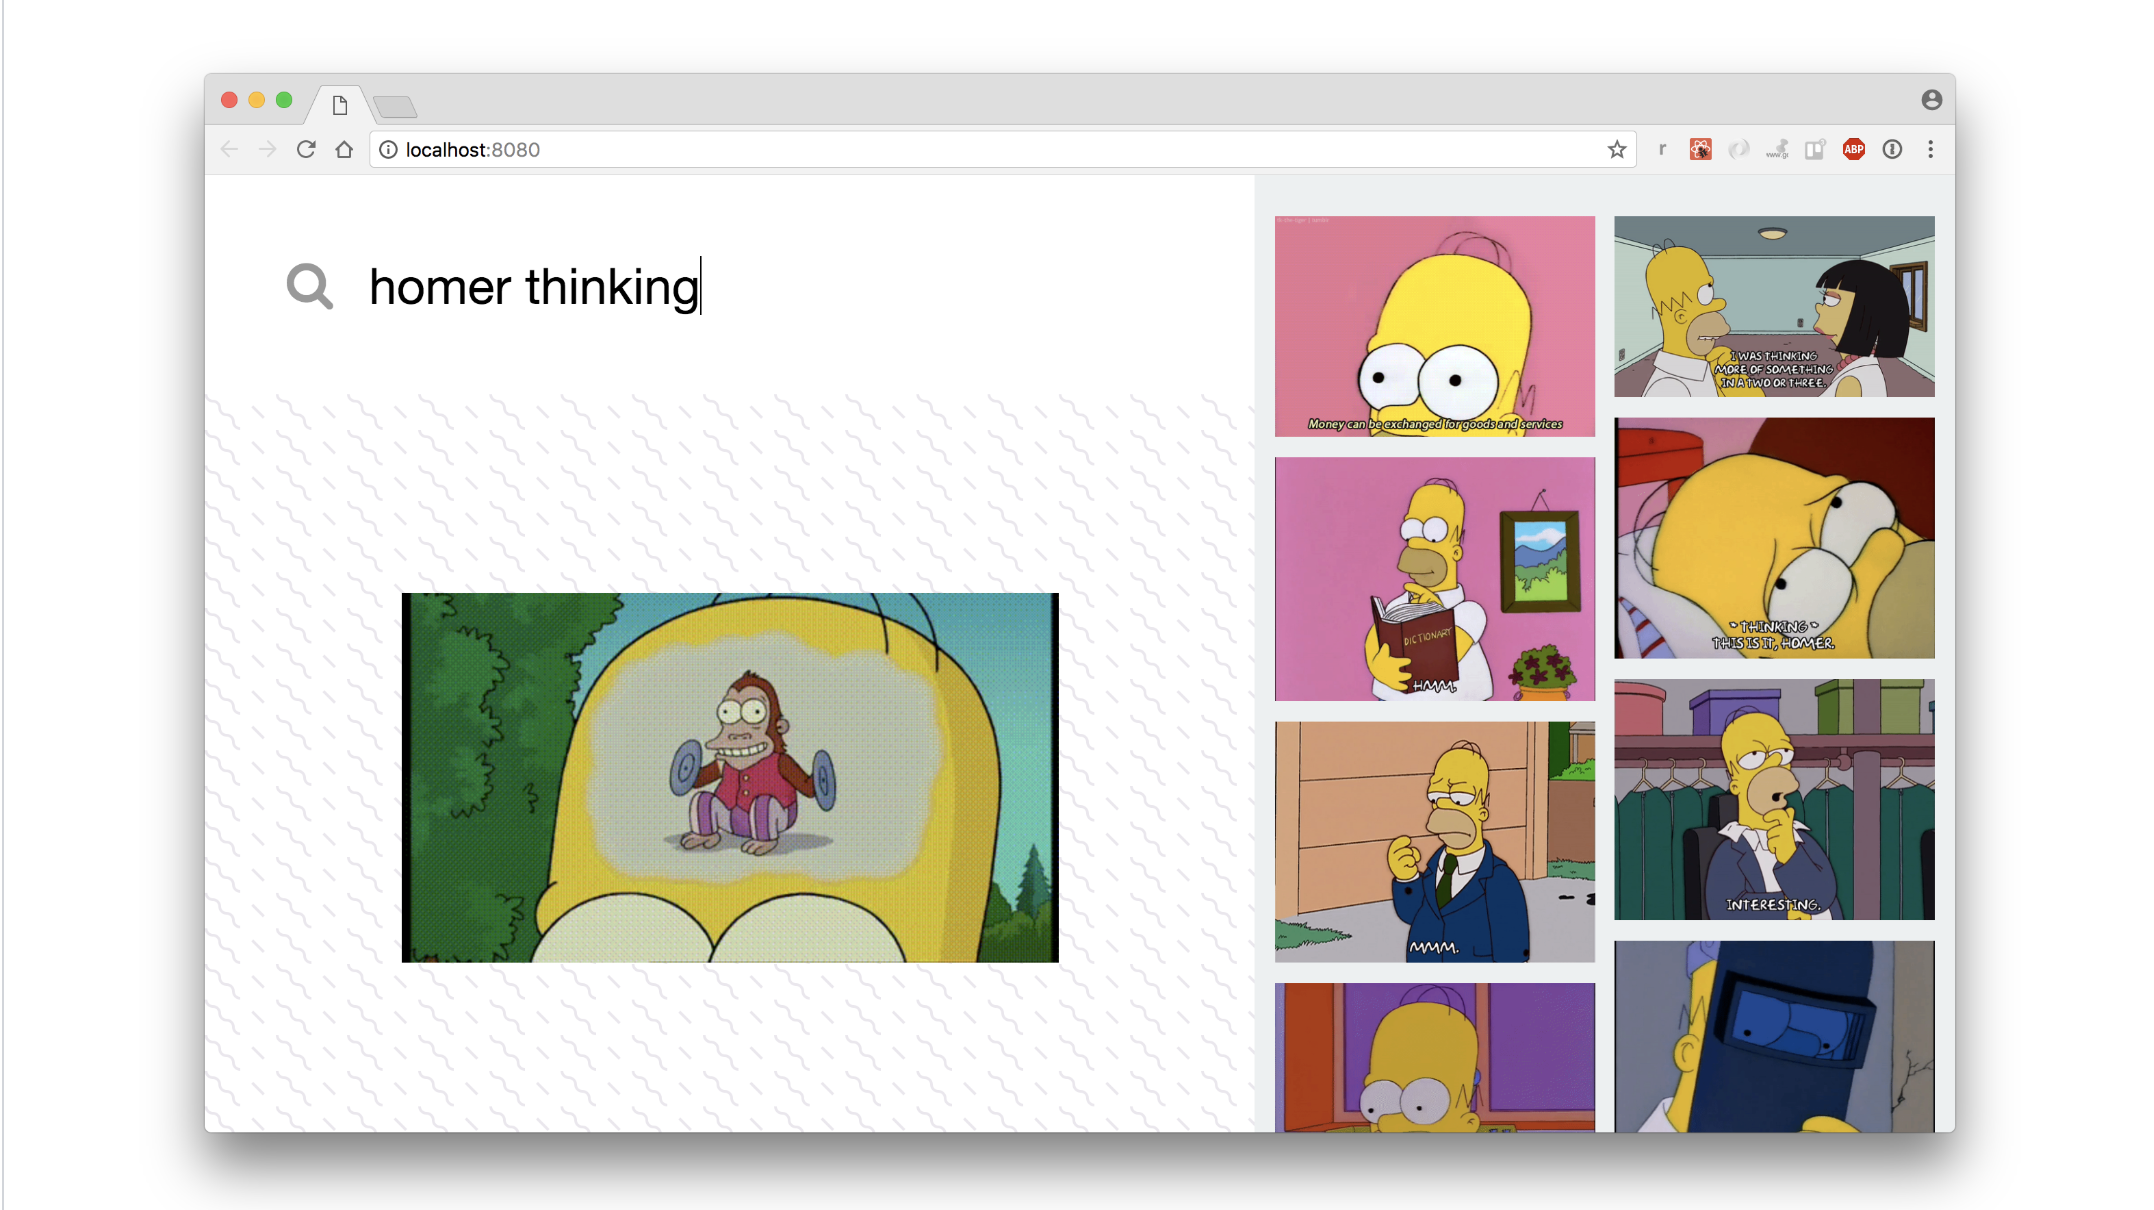 localhost:8080
r
ABP
homer thinking
Money can be exchanged for goods and services
I WAS THINKING
MORE OF SOMETHING
IN A TWO OR THREE.
DICTIONARY
HMM.
* THINKING *
THIS IS IT, HOMER.
MMM.
INTERESTING.